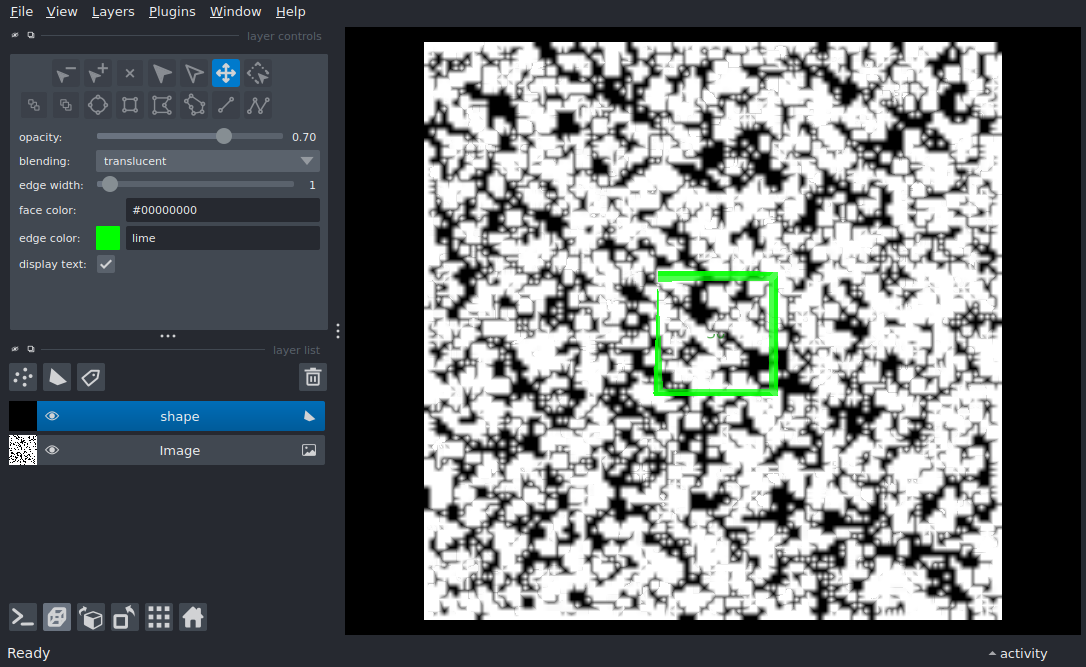 File View Layers Plugins Window Help
layer controls
opacity: 0.70
blending: translucent
edge width: 1
face color: #00000000
edge color: lime
display text:
layer list
shape
Image
Ready
activity